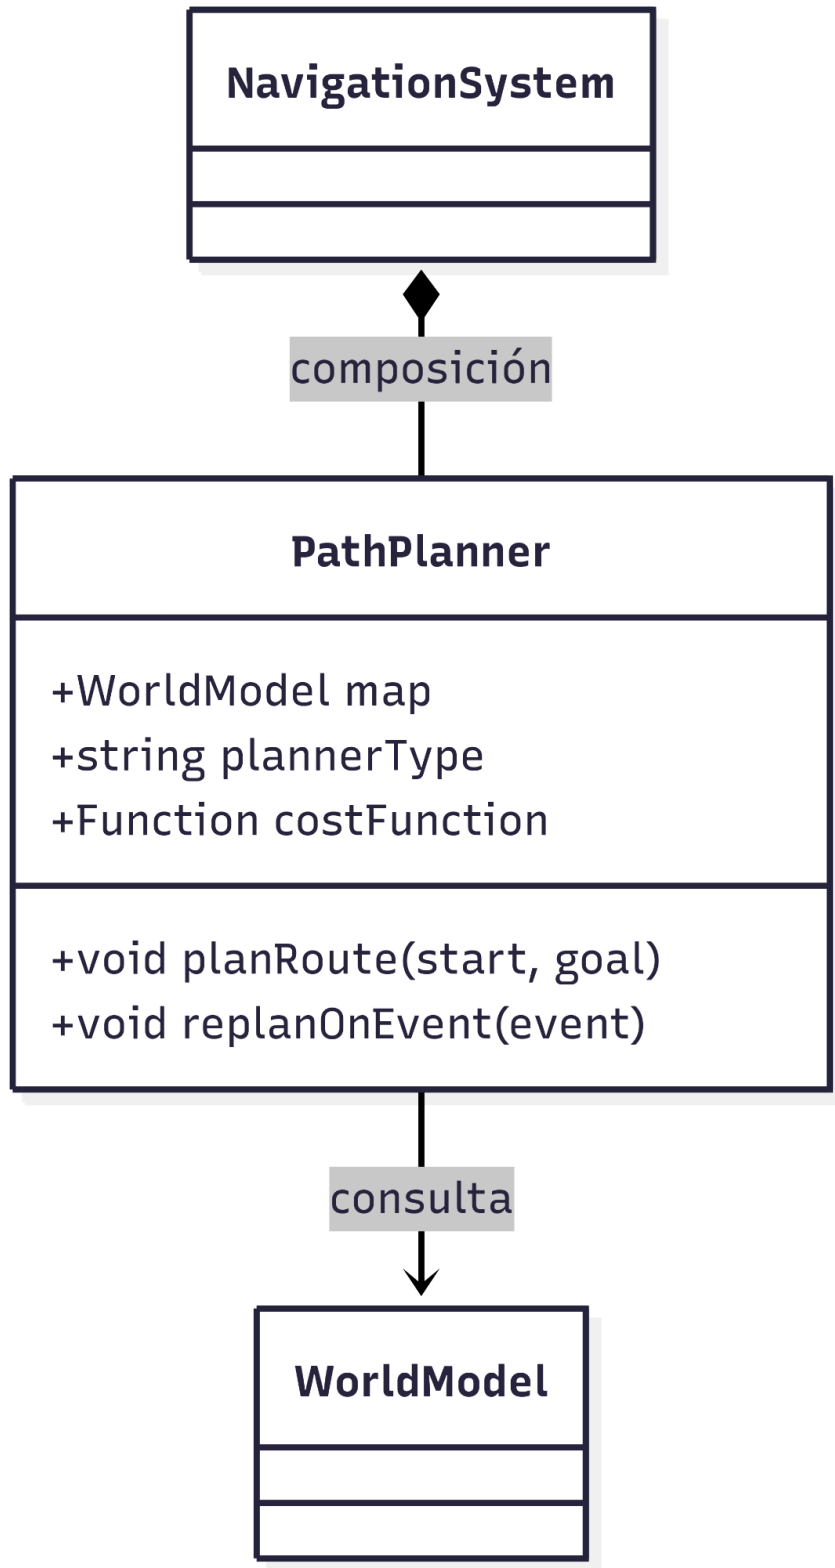 NavigationSystem
composición
PathPlanner
+WorldModel map
+string plannerType
+Function costFunction
+void planRoute(start, goal)
+void replanOnEvent(event)
consulta
WorldModel